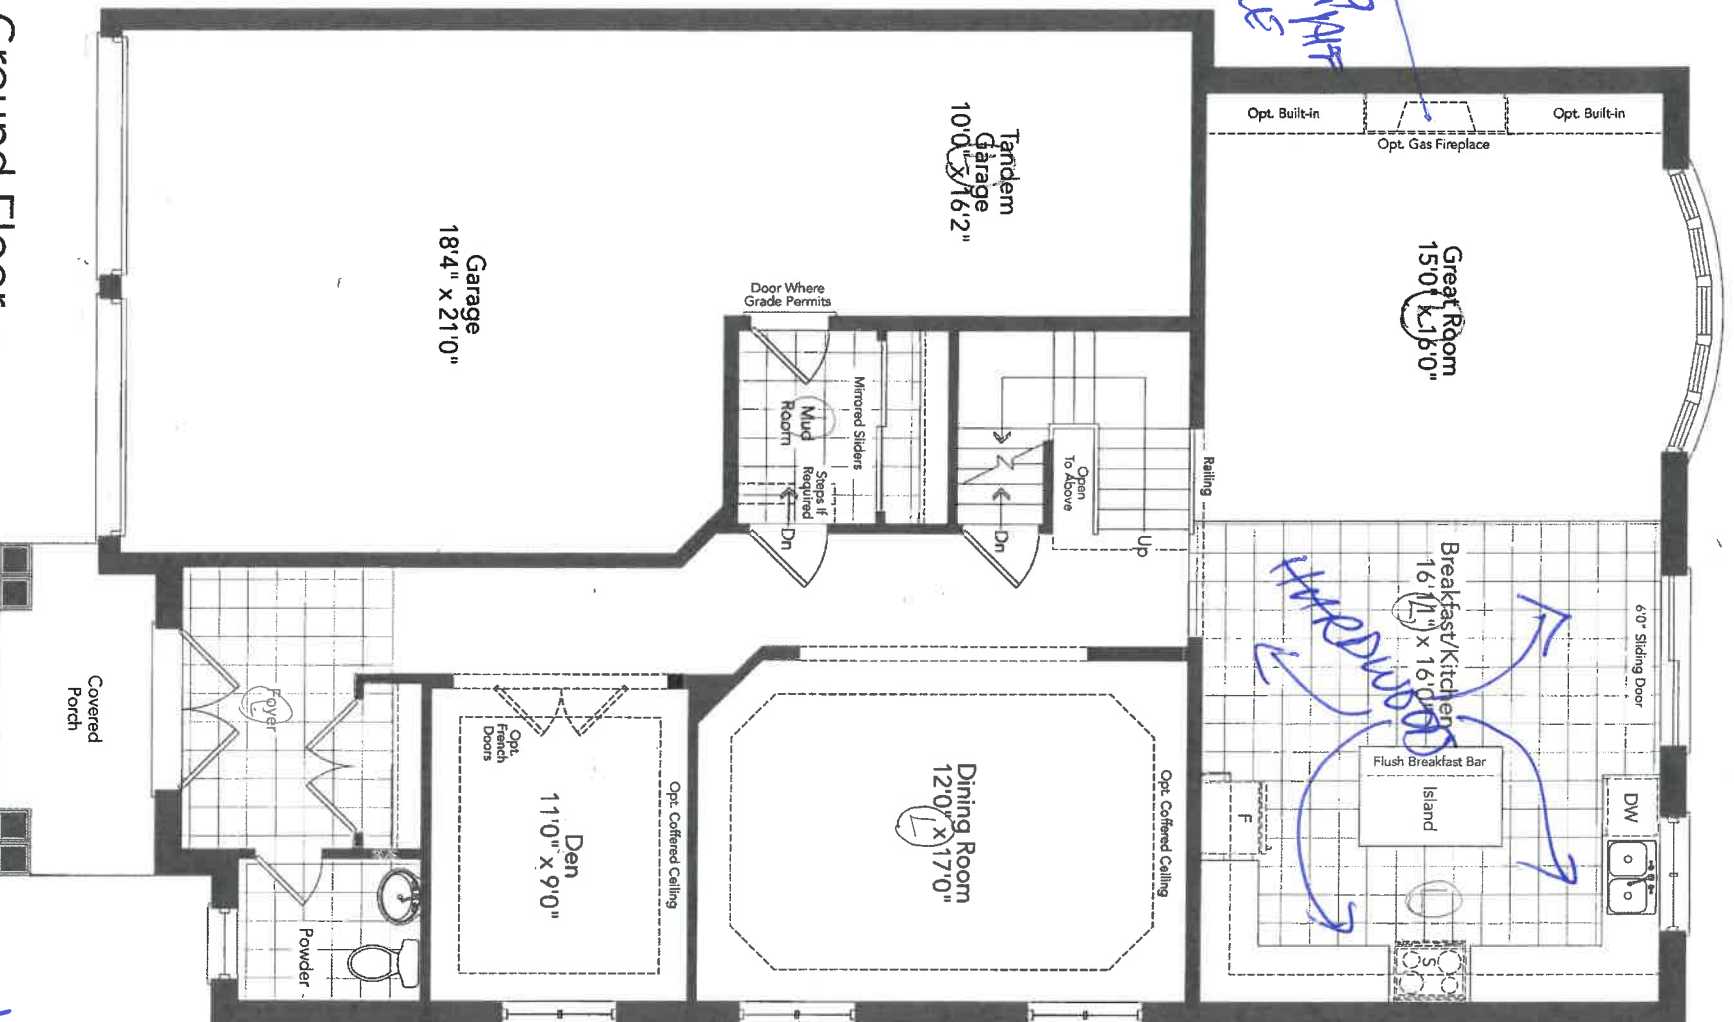 Ground Floor
Opt. Built-in
Opt. Built-in
Opt. Gas Fireplace
Tandem
Garage
10'0" x 16'2"
Great Room
15'0" x 16'0"
Garage
18'4" x 21'0"
Door Where
Grade Permits
Mirrored Sliders
Mud
Room
Steps If
Required
Dn
Dn
Open
To Above
Up
Railing
Breakfast/Kitchen
16'11" x 16'0"
L
HARDWOOD
6'0" Sliding Door
Flush Breakfast Bar
Island
DW
F
L
S
Dining Room
12'0" x 17'0"
L
Opt. Coffered Ceiling
Den
11'0" x 9'0"
Opt. Coffered Ceiling
Opt.
French
Doors
Foyer
Powder
Covered
Porch